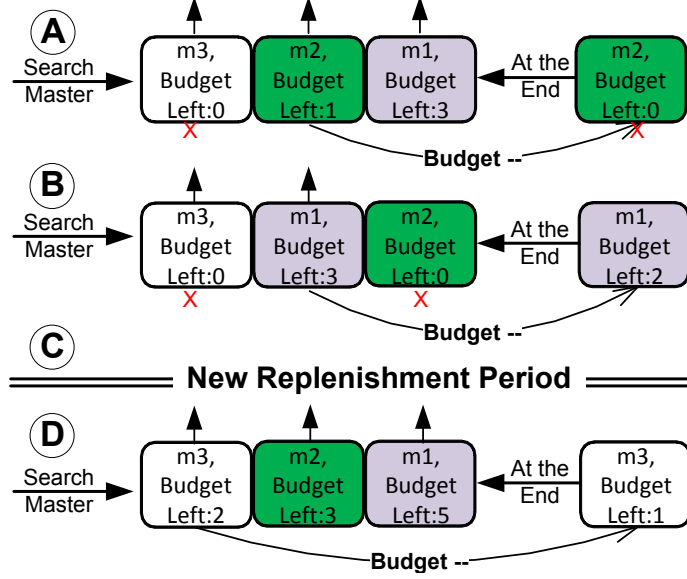 A
Search
Master
m3,
Budget
Left:0
X
m2,
Budget
Left:1
m1,
Budget
Left:3
At the
End
m2,
Budget
Left:0
X
Budget --
B
Search
Master
m3,
Budget
Left:0
X
m1,
Budget
Left:3
m2,
Budget
Left:0
X
At the
End
m1,
Budget
Left:2
Budget --
C
New Replenishment Period
D
Search
Master
m3,
Budget
Left:2
m2,
Budget
Left:3
m1,
Budget
Left:5
At the
End
m3,
Budget
Left:1
Budget --